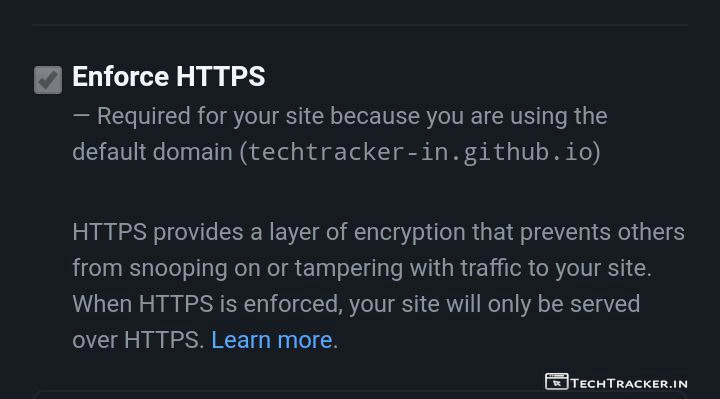 Enforce HTTPS
— Required for your site because you are using the
default domain (techtracker-in.github.io)
HTTPS provides a layer of encryption that prevents others
from snooping on or tampering with traffic to your site.
When HTTPS is enforced, your site will only be served
over HTTPS. Learn more.
TECHTRACKER.IN